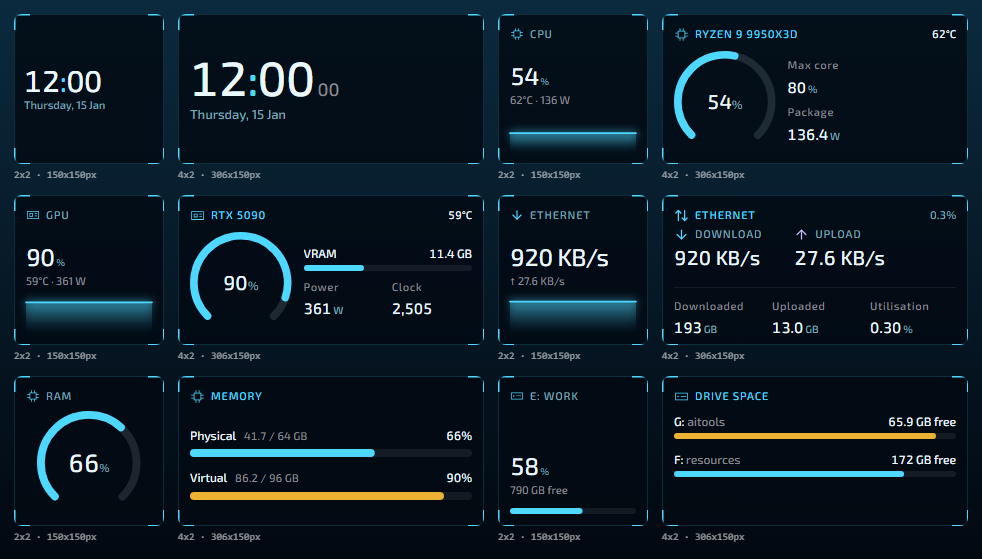 12:00
Thursday, 15 Jan
2x2 · 150x150px
12:00 00
Thursday, 15 Jan
4x2 · 306x150px
CPU
54%
62°C · 136 W
2x2 · 150x150px
RYZEN 9 9950X3D 62°C
54%
Max core
80 %
Package
136.4 W
4x2 · 306x150px
GPU
90 %
59°C · 361 W
2x2 · 150x150px
RTX 5090 59°C
90%
VRAM 11.4 GB
Power Clock
361 W 2,505
4x2 · 306x150px
ETHERNET
920 KB/s
↑ 27.6 KB/s
2x2 · 150x150px
ETHERNET 0.3%
DOWNLOAD UPLOAD
920 KB/s 27.6 KB/s
Downloaded Uploaded Utilisation
193 GB 13.0 GB 0.30 %
4x2 · 306x150px
RAM
66%
2x2 · 150x150px
MEMORY
Physical 41.7 / 64 GB 66%
Virtual 86.2 / 96 GB 90%
4x2 · 306x150px
E: WORK
58 %
790 GB free
2x2 · 150x150px
DRIVE SPACE
G: aitools 65.9 GB free
F: resources 172 GB free
4x2 · 306x150px